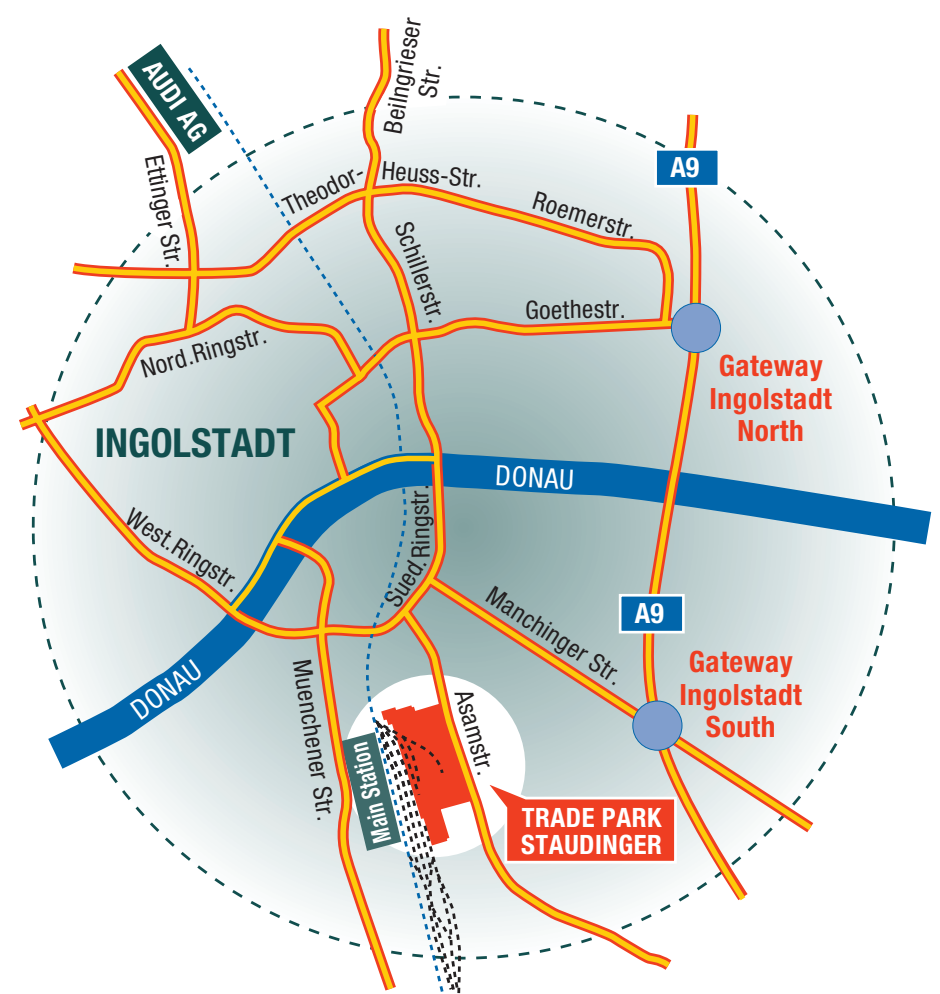 AUDI AG
Beilngrieser
Str.
A9
Ettinger Str.
Theodor-
Heuss-Str.
Roemerstr.
Schillerstr.
Goethestr.
Nord.Ringstr.
Gateway
Ingolstadt
North
INGOLSTADT
DONAU
West.Ringstr.
Sued.Ringstr.
Manchinger Str.
A9
Gateway
Ingolstadt
South
DONAU
Muenchener Str.
Main Station
Asamstr.
TRADE PARK
STAUDINGER